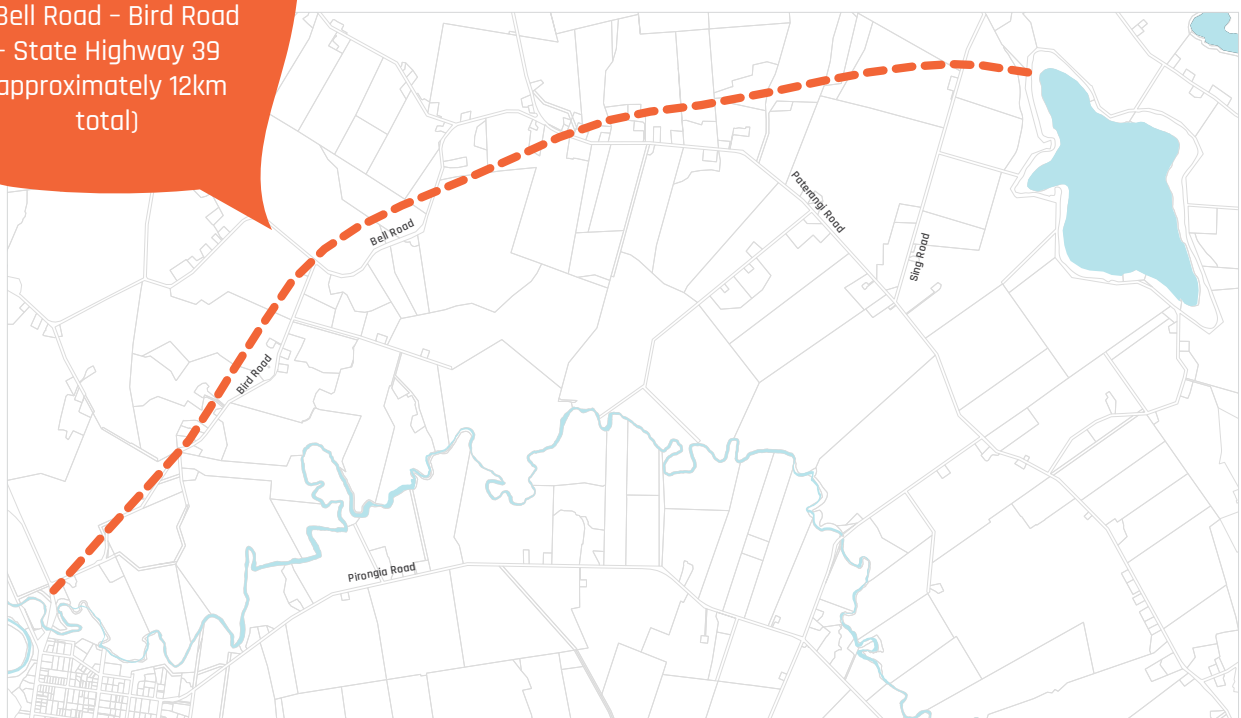 Bell Road – Bird Road
– State Highway 39
approximately 12km
total)
Paterangi Road
Bell Road
Sing Road
Bird Road
Pirongia Road